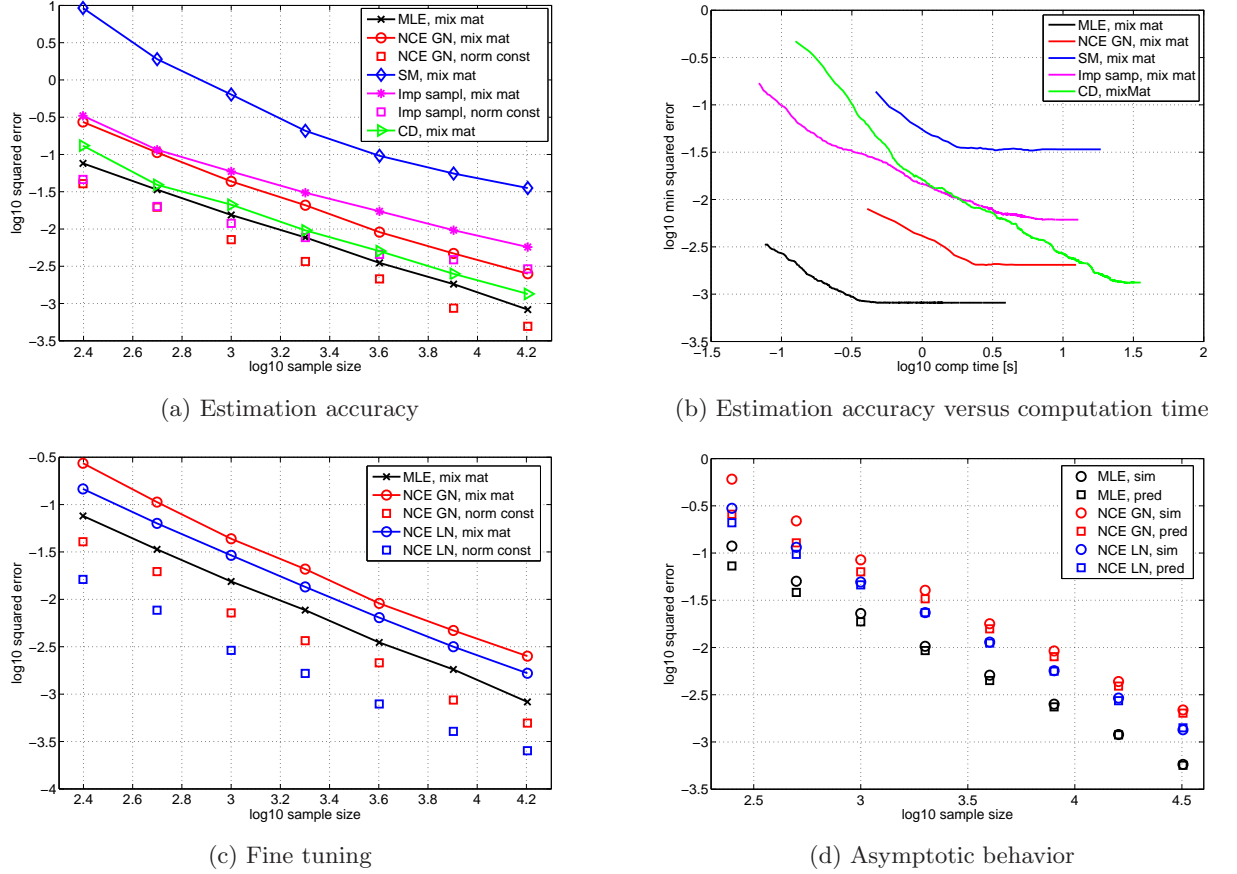 1
0.5
0
−0.5
−1
−1.5
−2
−2.5
−3
−3.5
log10 squared error
2.4 2.6 2.8 3 3.2 3.4 3.6 3.8 4 4.2
log10 sample size
MLE, mix mat
NCE GN, mix mat
NCE GN, norm const
SM, mix mat
Imp sampl, mix mat
Imp sampl, norm const
CD, mix mat
(a) Estimation accuracy
0
−0.5
−1
−1.5
−2
−2.5
−3
−3.5
log10 min squared error
−1.5 −1 −0.5 0 0.5 1 1.5 2
log10 comp time [s]
MLE, mix mat
NCE GN, mix mat
SM, mix mat
Imp samp, mix mat
CD, mixMat
(b) Estimation accuracy versus computation time
−0.5
−1
−1.5
−2
−2.5
−3
−3.5
−4
log10 squared error
2.4 2.6 2.8 3 3.2 3.4 3.6 3.8 4 4.2
log10 sample size
MLE, mix mat
NCE GN, mix mat
NCE GN, norm const
NCE LN, mix mat
NCE LN, norm const
(c) Fine tuning
0
−0.5
−1
−1.5
−2
−2.5
−3
−3.5
log10 squared error
2.5 3 3.5 4 4.5
log10 sample size
MLE, sim
MLE, pred
NCE GN, sim
NCE GN, pred
NCE LN, sim
NCE LN, pred
(d) Asymptotic behavior